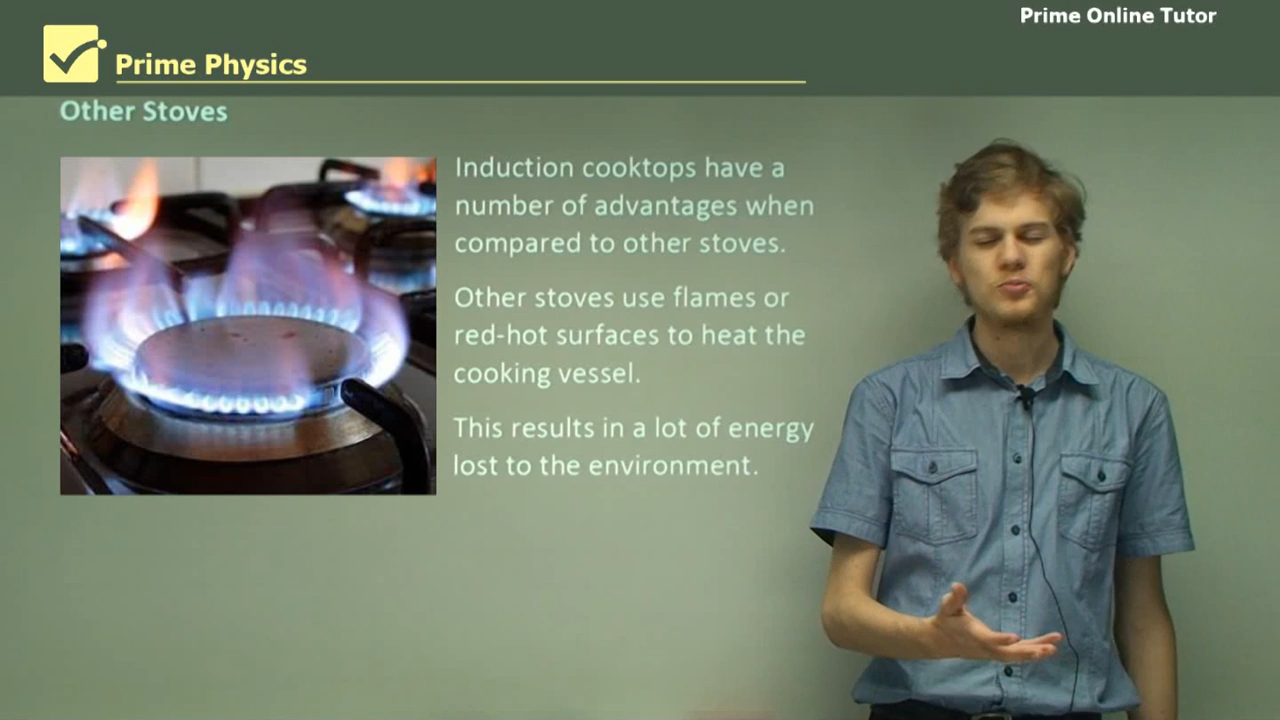 Prime Online Tutor
Prime Physics
Other Stoves
Induction cooktops have a
number of advantages when
compared to other stoves.
Other stoves use flames or
red-hot surfaces to heat the
cooking vessel.
This results in a lot of energy
lost to the environment.